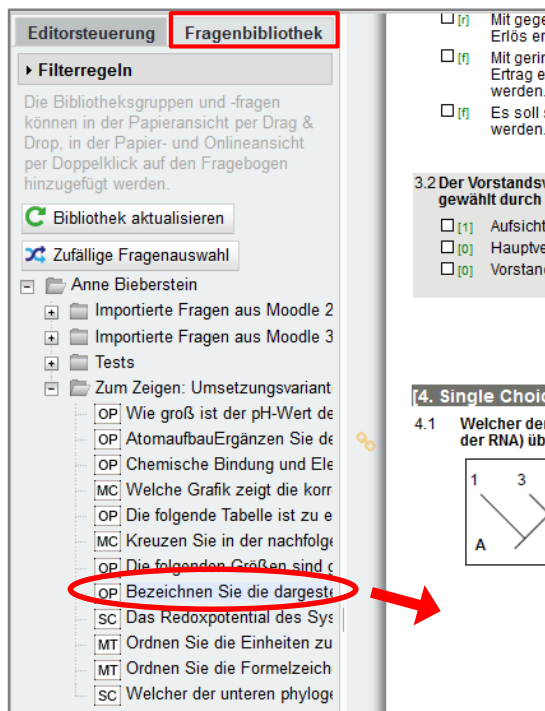 Editorsteuerung Fragenbibliothek
Filterregeln
Die Bibliotheksgruppen und -fragen
können in der Papieransicht per Drag &
Drop, in der Papier- und Onlineansicht
per Doppelklick auf den Fragebogen
hinzugefügt werden.
Bibliothek aktualisieren
Zufällige Fragenauswahl
Anne Bieberstein
Importierte Fragen aus Moodle 2
Importierte Fragen aus Moodle 3
Tests
Zum Zeigen: Umsetzungsvariant
OP Wie groß ist der pH-Wert de
OP AtomaufbauErgänzen Sie de
OP Chemische Bindung und Ele
MC Welche Grafik zeigt die korr
OP Die folgende Tabelle ist zu e
MC Kreuzen Sie in der nachfolge
OP Die folgenden Größen sind g
OP Bezeichnen Sie die dargeste
SC Das Redoxpotential des Sys
MT Ordnen Sie die Einheiten zu
MT Ordnen Sie die Formelzeich
SC Welcher der unteren phyloge
[r] Mit gege
Erlös er
[f] Mit gerin
Ertrag e
werden.
[f] Es soll s
werden.
3.2 Der Vorstandsv
gewählt durch
[1] Aufsicht
[0] Hauptve
[0] Vorstand
[4. Single Choic
4.1 Welcher der
der RNA) üb
1 3
A